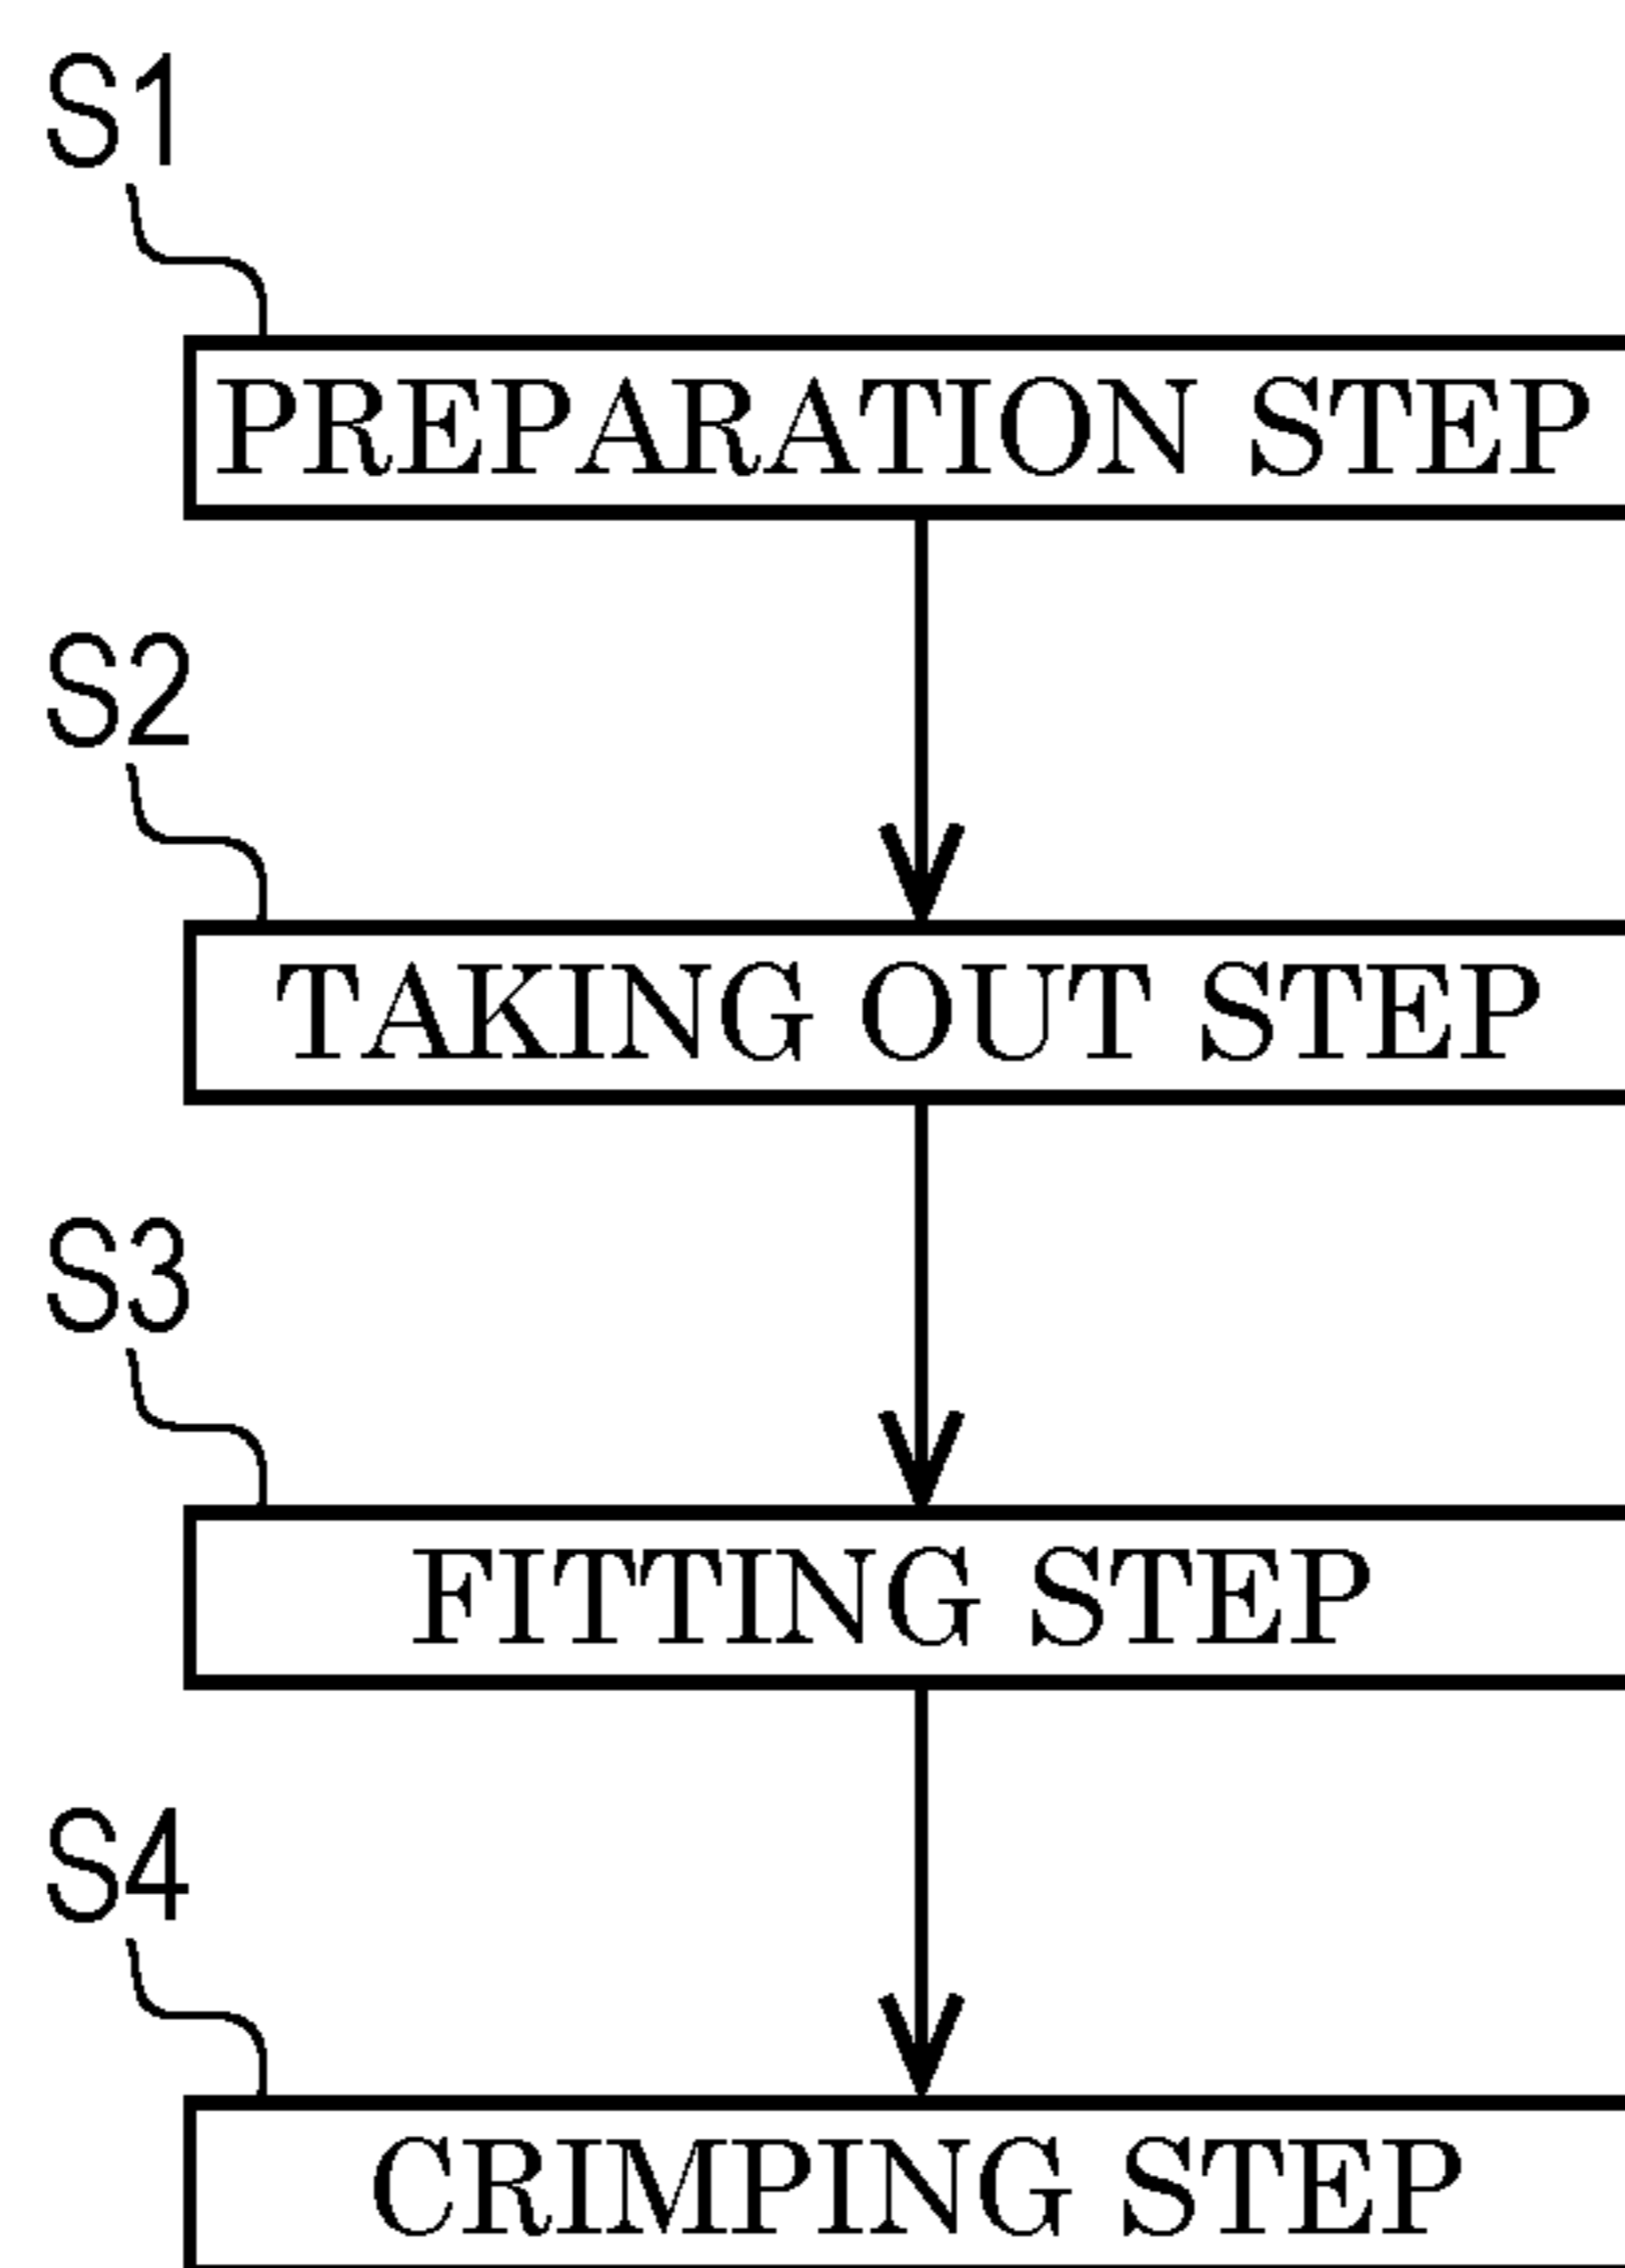 S1
PREPARATION STEP
S2
TAKING OUT STEP
S3
FITTING STEP
S4
CRIMPING STEP